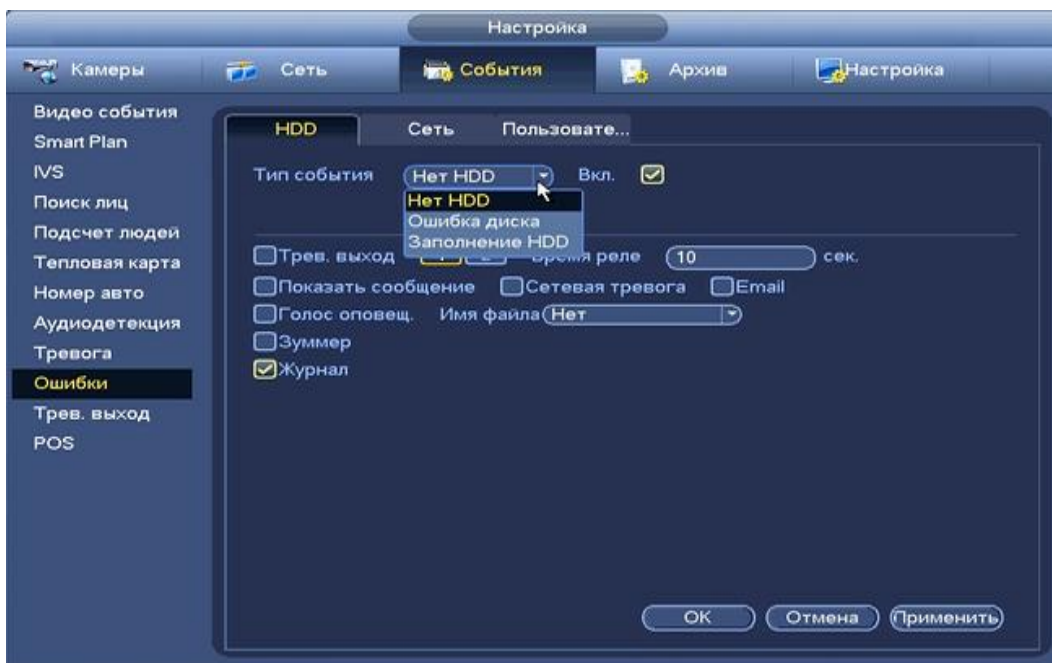 Настройка
Камеры Сеть События Архив Настройка
Видео события
Smart Plan
IVS
Поиск лиц
Подсчет людей
Тепловая карта
Номер авто
Аудиодетекция
Тревога
Ошибки
Трев. выход
POS
HDD Сеть Пользовате...
Тип события Нет HDD Вкл.
Нет HDD
Ошибка диска
Заполнение HDD
Трев. выход 1 2 Время реле 10 сек.
Показать сообщение Сетевая тревога Email
Голос оповещ. Имя файла Нет
Зуммер
Журнал
OK Отмена Применить